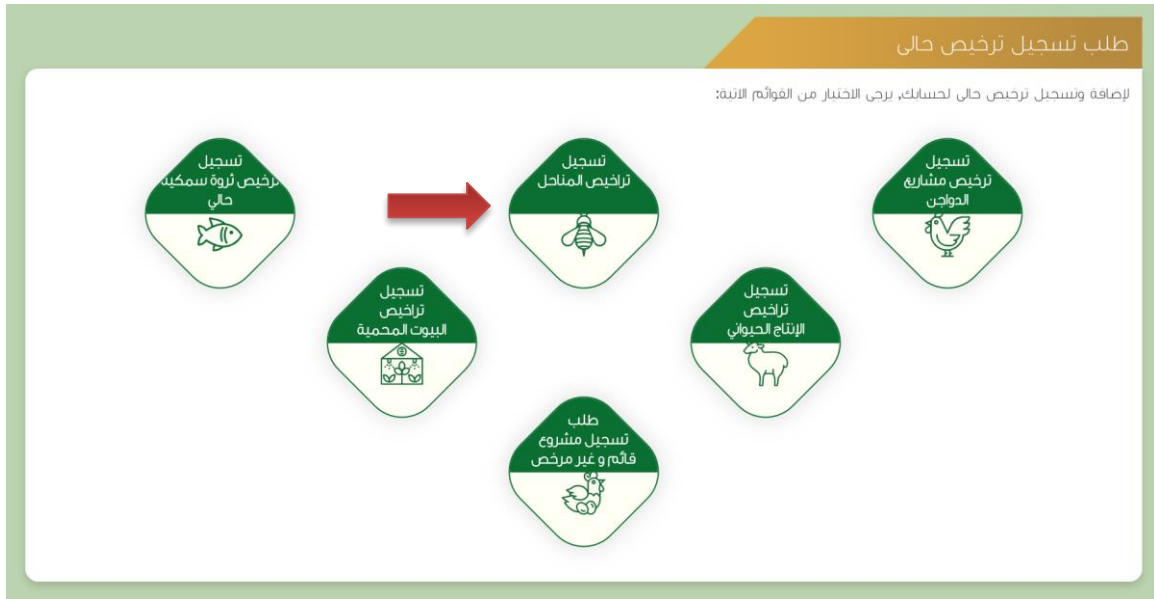 طلب تسجيل ترخيص حالى
لإضافة وتسجيل ترخيص حالى لحسابك, يرجى الاختيار من القوائم الاتية:
تسجيل
ترخيص مشاريع
الدواجن
تسجيل
تراخيص المناحل
تسجيل
ترخيص ثروة سمكية
حالي
تسجيل
تراخيص
الإنتاج الحيواني
تسجيل
تراخيص
البيوت المحمية
طلب
تسجيل مشروع
قائم و غير مرخص